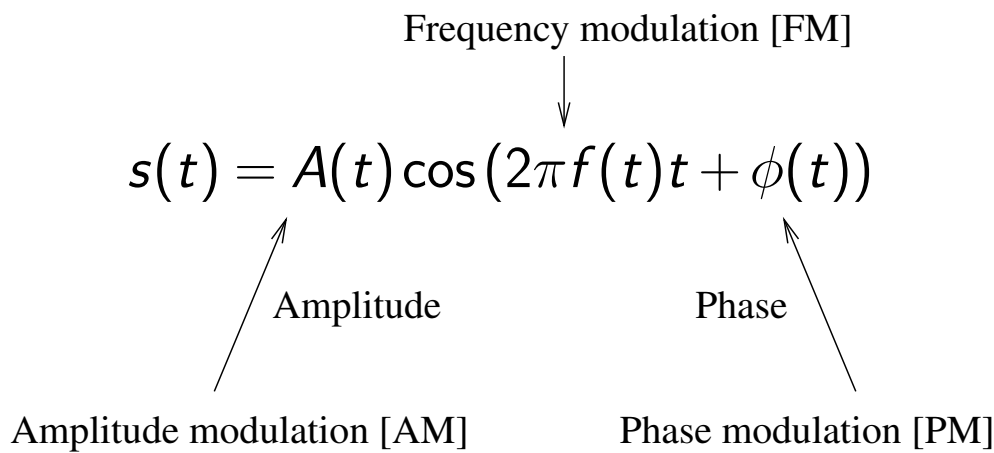 Frequency modulation [FM]
s(t) = A(t) cos(2πf(t)t + ϕ(t))
Amplitude
Phase
Amplitude modulation [AM]
Phase modulation [PM]